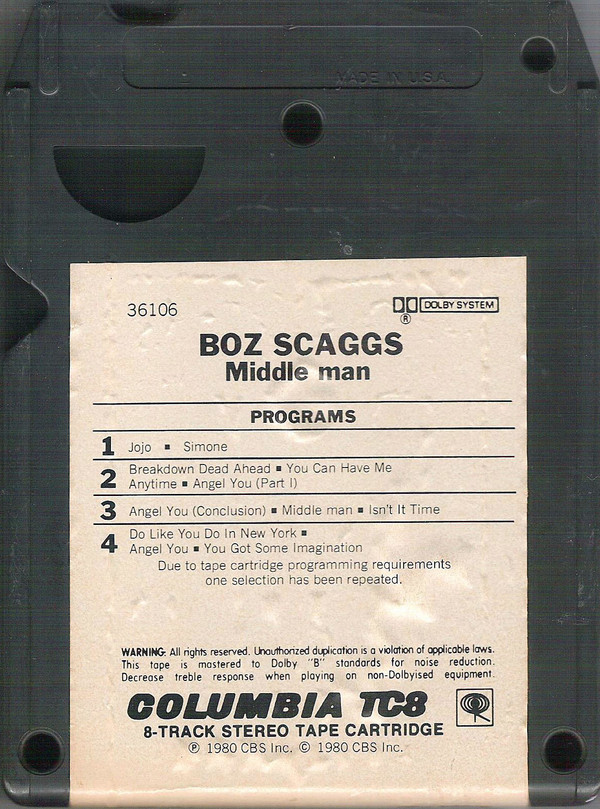 MADE IN U.S.A.
36106
DOLBY SYSTEM
®
BOZ SCAGGS
Middle man
PROGRAMS
1 Jojo ▪ Simone
2 Breakdown Dead Ahead ▪ You Can Have Me
Anytime ▪ Angel You (Part I)
3 Angel You (Conclusion) ▪ Middle man ▪ Isn't It Time
4 Do Like You Do In New York ▪
Angel You ▪ You Got Some Imagination
Due to tape cartridge programming requirements
one selection has been repeated.
WARNING: All rights reserved. Unauthorized duplication is a violation of applicable laws.
This tape is mastered to Dolby "B" standards for noise reduction.
Decrease treble response when playing on non-Dolbyised equipment.
COLUMBIA TC8
8-TRACK STEREO TAPE CARTRIDGE
℗ 1980 CBS Inc. © 1980 CBS Inc.